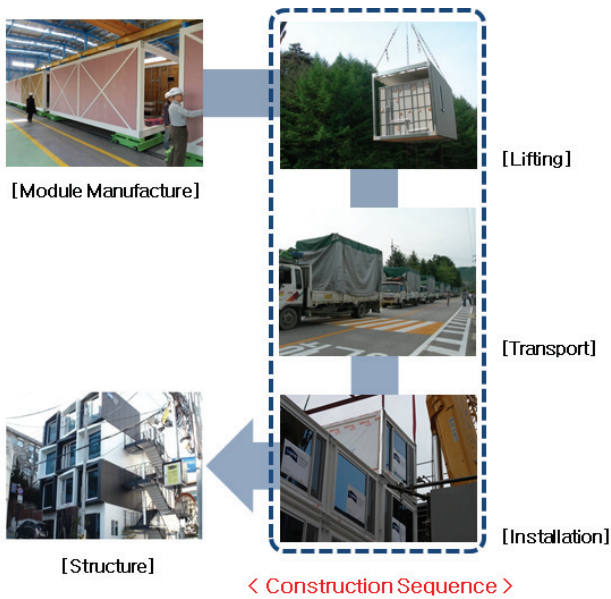 [Module Manufacture]
[Lifting]
[Transport]
[Installation]
[Structure]
< Construction Sequence >